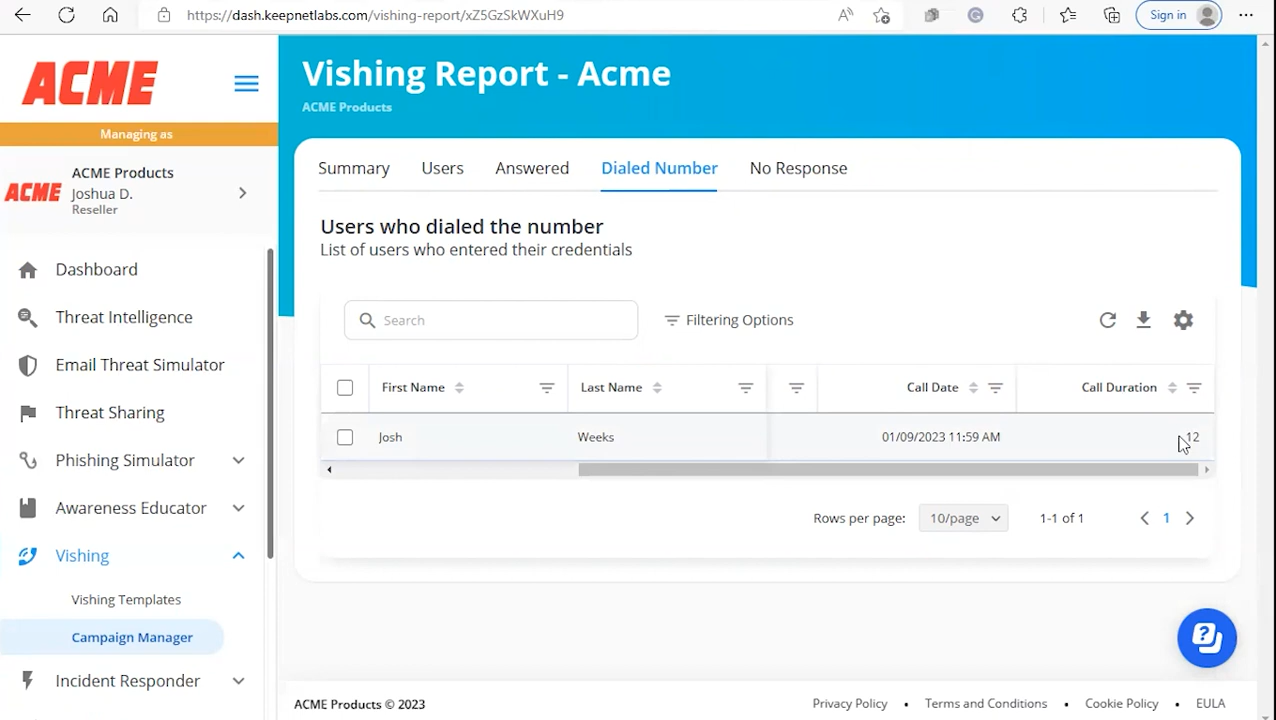 https://dash.keepnetlabs.com/vishing-report/xZ5GzSkWXuH9
Sign in
ACME
Managing as
ACME
ACME Products
Joshua D.
Reseller
Dashboard
Threat Intelligence
Email Threat Simulator
Threat Sharing
Phishing Simulator
Awareness Educator
Vishing
Vishing Templates
Campaign Manager
Incident Responder
Vishing Report - Acme
ACME Products
Summary Users Answered Dialed Number No Response
Users who dialed the number
List of users who entered their credentials
Search Filtering Options
First Name Last Name Call Date Call Duration
Josh Weeks 01/09/2023 11:59 AM 12
Rows per page: 10/page 1-1 of 1 1
ACME Products © 2023 Privacy Policy • Terms and Conditions • Cookie Policy • EULA